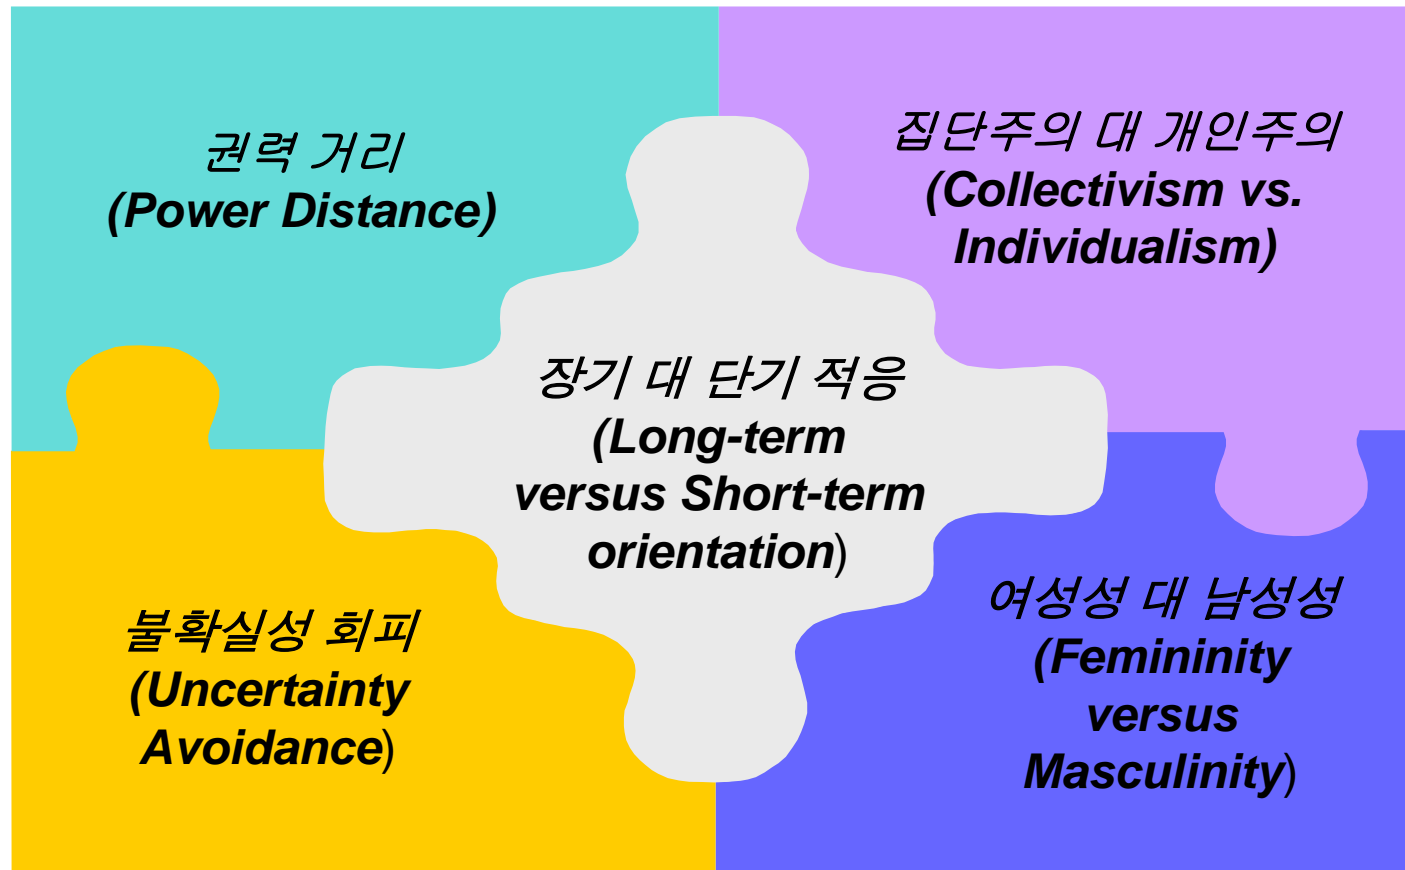 권력 거리
(Power Distance)
집단주의 대 개인주의
(Collectivism vs.
Individualism)
장기 대 단기 적응
(Long-term
versus Short-term
orientation)
불확실성 회피
(Uncertainty
Avoidance)
여성성 대 남성성
(Femininity
versus
Masculinity)